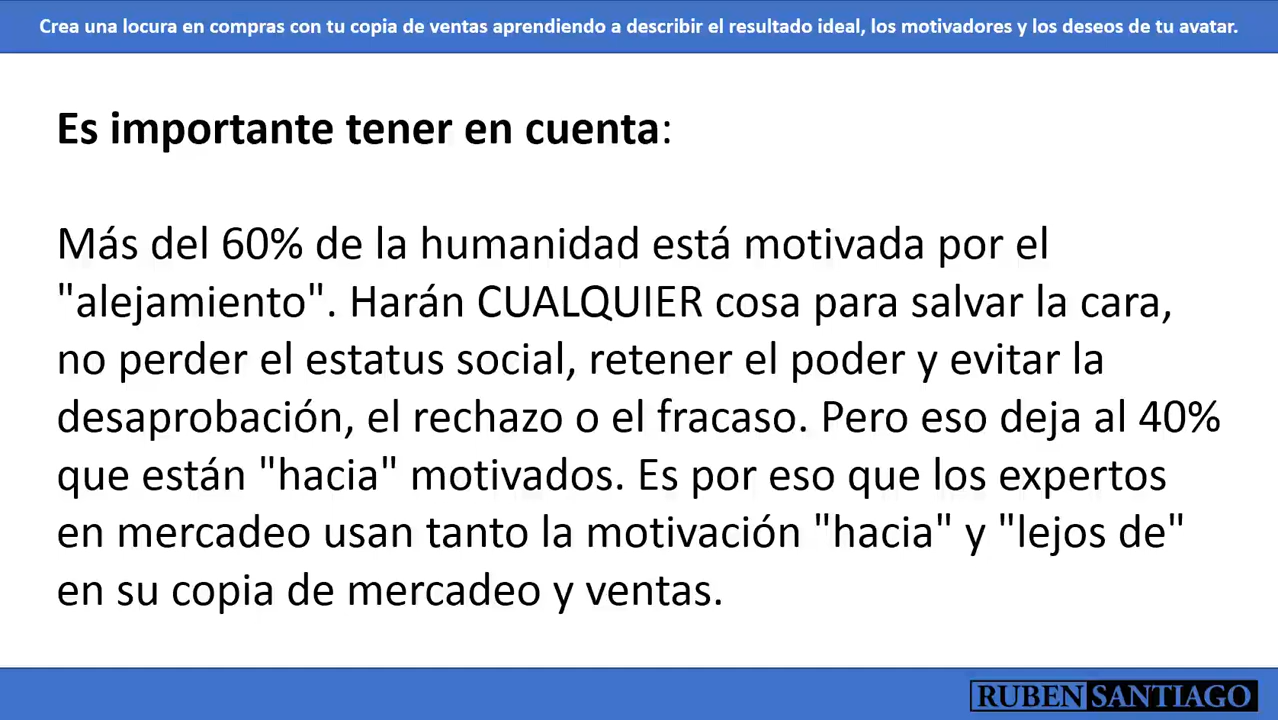 Crea una locura en compras con tu copia de ventas aprendiendo a describir el resultado ideal, los motivadores y los deseos de tu avatar.
Es importante tener en cuenta:
Más del 60% de la humanidad está motivada por el
"alejamiento". Harán CUALQUIER cosa para salvar la cara,
no perder el estatus social, retener el poder y evitar la
desaprobación, el rechazo o el fracaso. Pero eso deja al 40%
que están "hacia" motivados. Es por eso que los expertos
en mercadeo usan tanto la motivación "hacia" y "lejos de"
en su copia de mercadeo y ventas.
RUBEN SANTIAGO